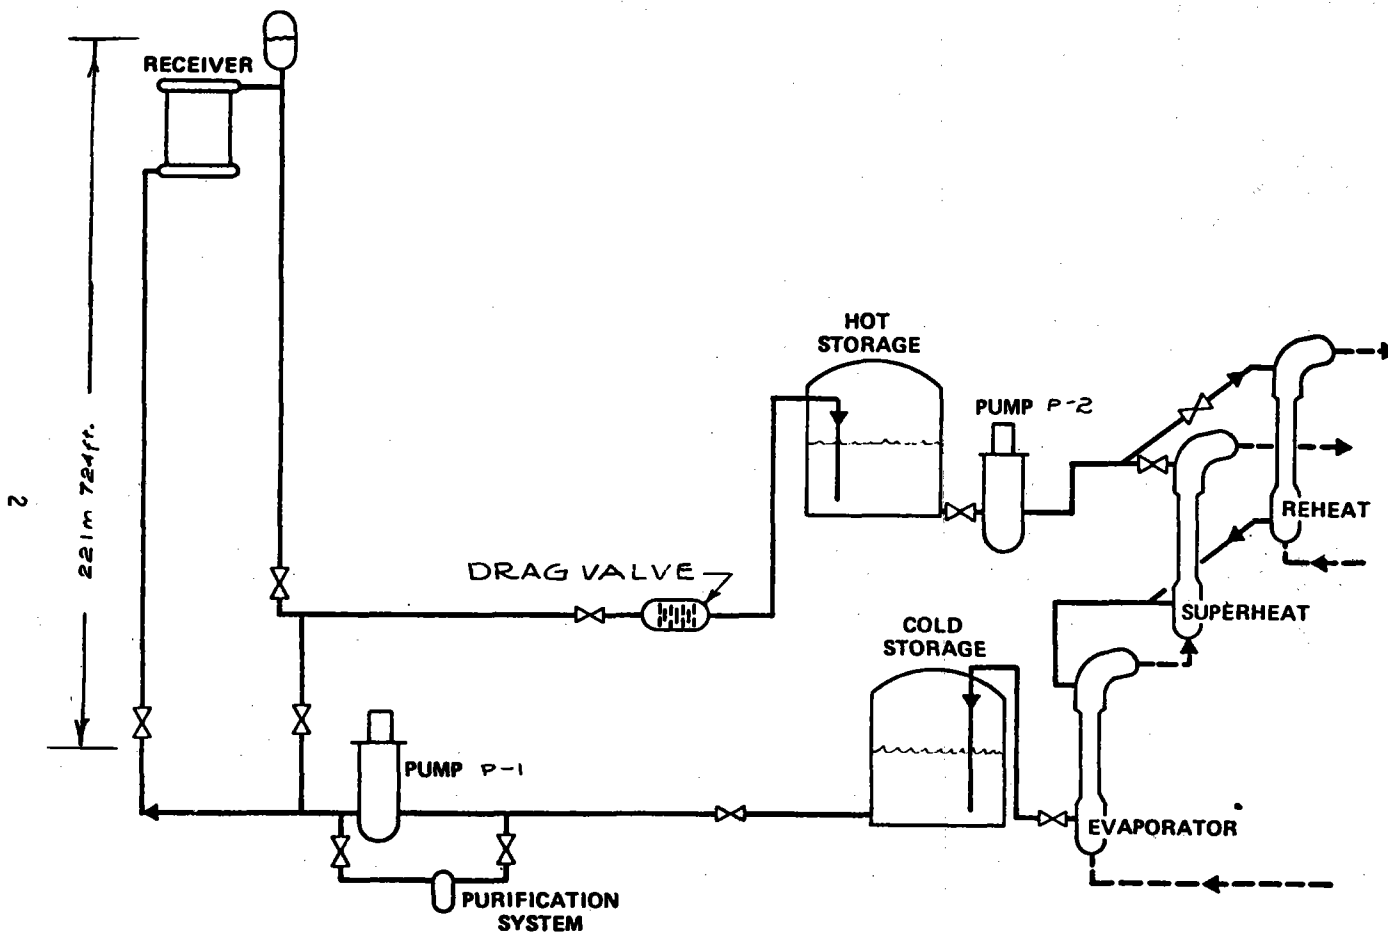 RECEIVER
221m 724ft.
2
HOT
STORAGE
PUMP P-2
REHEAT
DRAG VALVE
SUPERHEAT
COLD
STORAGE
PUMP P-1
EVAPORATOR
PURIFICATION
SYSTEM